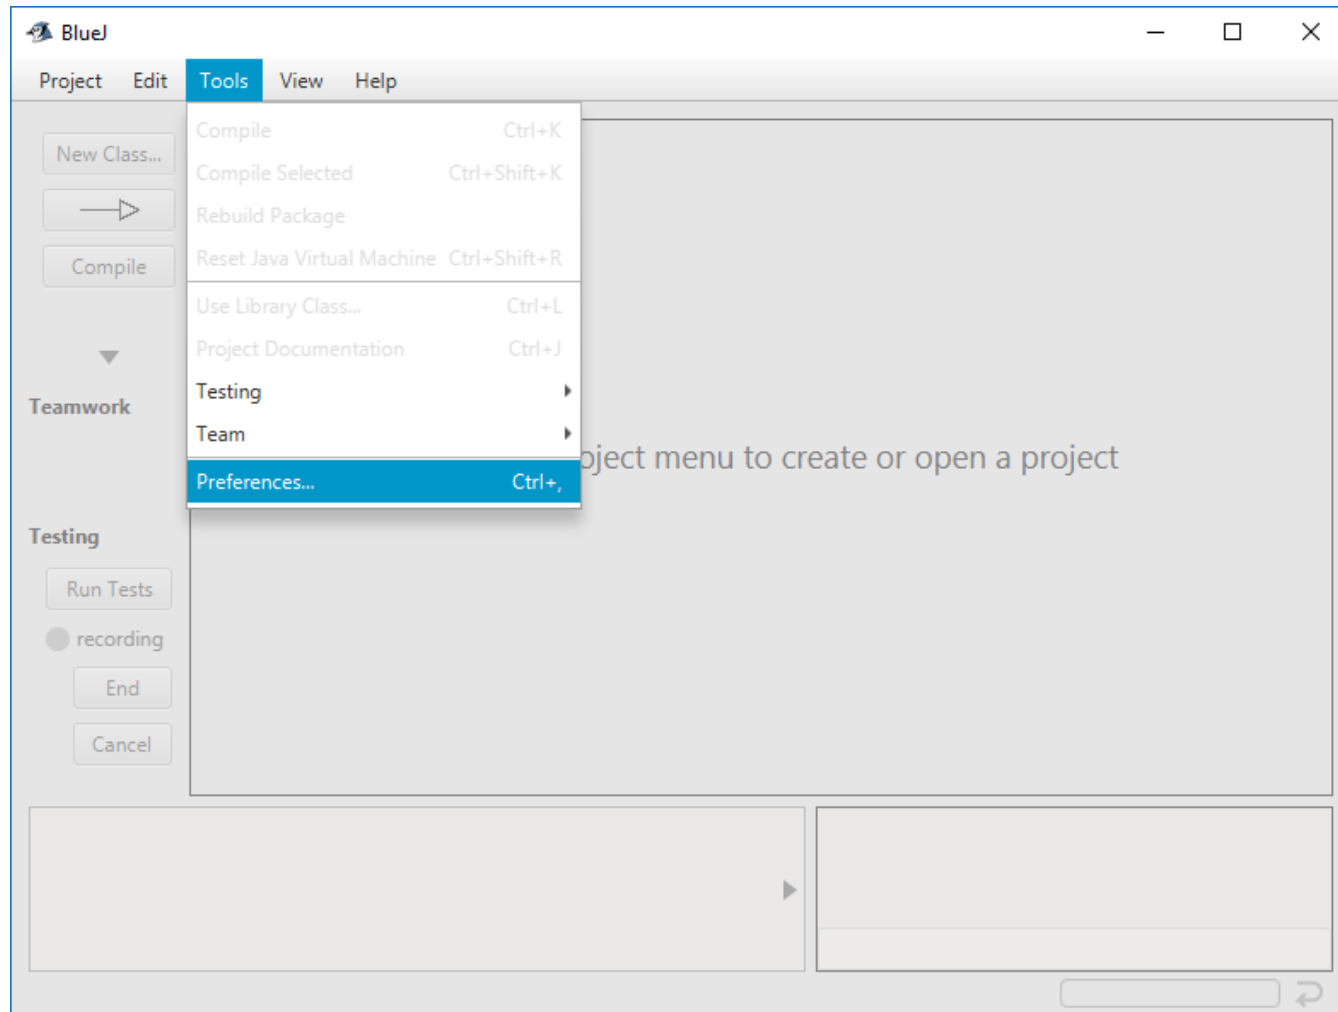 BlueJ
Project Edit Tools View Help
New Class...
Compile
Teamwork
Testing
Run Tests
recording
End
Cancel
Compile Ctrl+K
Compile Selected Ctrl+Shift+K
Rebuild Package
Reset Java Virtual Machine Ctrl+Shift+R
Use Library Class... Ctrl+L
Project Documentation Ctrl+J
Testing
Team
Preferences... Ctrl+,
oject menu to create or open a project